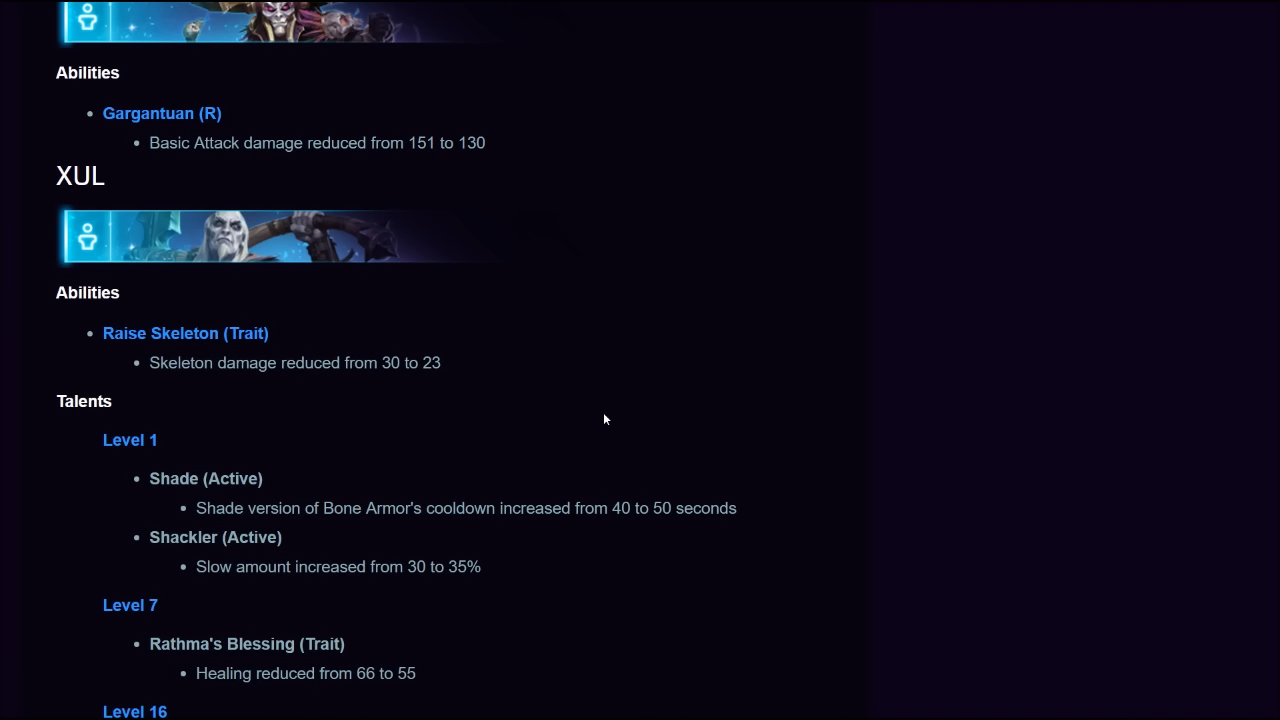 Abilities
Gargantuan (R)
Basic Attack damage reduced from 151 to 130
XUL
Abilities
Raise Skeleton (Trait)
Skeleton damage reduced from 30 to 23
Talents
Level 1
Shade (Active)
Shade version of Bone Armor's cooldown increased from 40 to 50 seconds
Shackler (Active)
Slow amount increased from 30 to 35%
Level 7
Rathma's Blessing (Trait)
Healing reduced from 66 to 55
Level 16